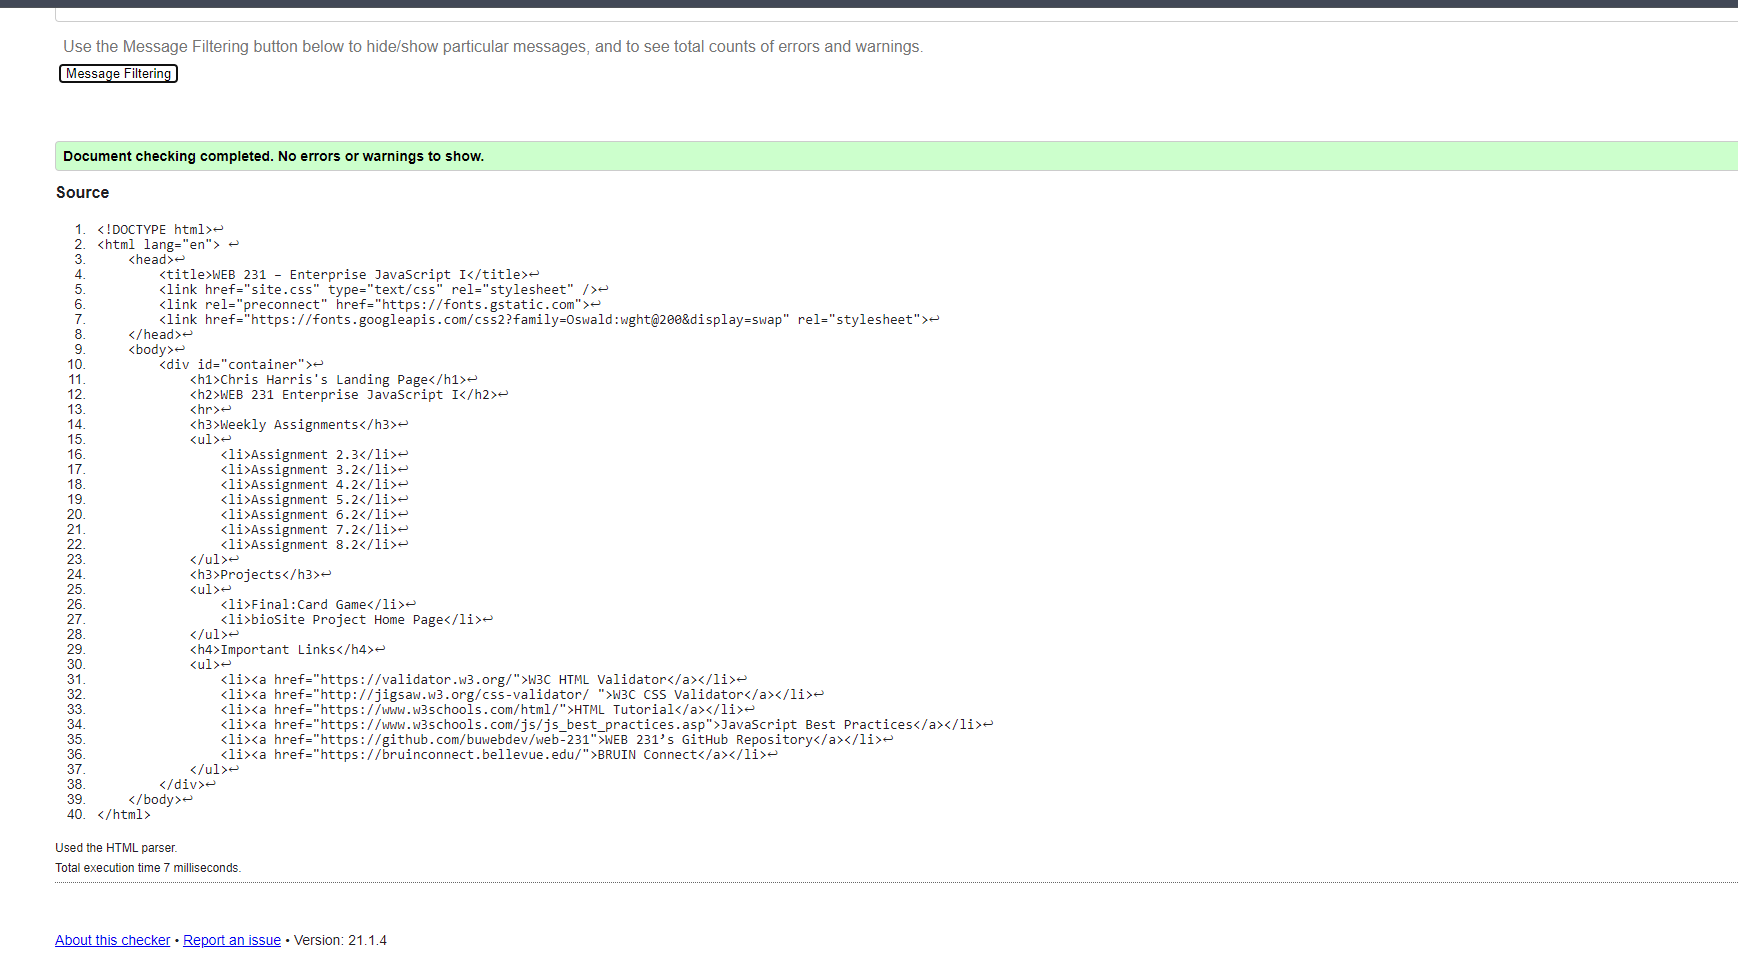 Use the Message Filtering button below to hide/show particular messages, and to see total counts of errors and warnings.
Message Filtering
Document checking completed. No errors or warnings to show.
Source
1. <!DOCTYPE html>↩
2. <html lang="en"> ↩
3.     <head>↩
4.         <title>WEB 231 – Enterprise JavaScript I</title>↩
5.         <link href="site.css" type="text/css" rel="stylesheet" />↩
6.         <link rel="preconnect" href="https://fonts.gstatic.com">↩
7.         <link href="https://fonts.googleapis.com/css2?family=Oswald:wght@200&display=swap" rel="stylesheet">↩
8.     </head>↩
9.     <body>↩
10.         <div id="container">↩
11.             <h1>Chris Harris's Landing Page</h1>↩
12.             <h2>WEB 231 Enterprise JavaScript I</h2>↩
13.             <hr>↩
14.             <h3>Weekly Assignments</h3>↩
15.             <ul>↩
16.                 <li>Assignment 2.3</li>↩
17.                 <li>Assignment 3.2</li>↩
18.                 <li>Assignment 4.2</li>↩
19.                 <li>Assignment 5.2</li>↩
20.                 <li>Assignment 6.2</li>↩
21.                 <li>Assignment 7.2</li>↩
22.                 <li>Assignment 8.2</li>↩
23.             </ul>↩
24.             <h3>Projects</h3>↩
25.             <ul>↩
26.                 <li>Final:Card Game</li>↩
27.                 <li>bioSite Project Home Page</li>↩
28.             </ul>↩
29.             <h4>Important Links</h4>↩
30.             <ul>↩
31.                 <li><a href="https://validator.w3.org/">W3C HTML Validator</a></li>↩
32.                 <li><a href="http://jigsaw.w3.org/css-validator/ ">W3C CSS Validator</a></li>↩
33.                 <li><a href="https://www.w3schools.com/html/">HTML Tutorial</a></li>↩
34.                 <li><a href="https://www.w3schools.com/js/js_best_practices.asp">JavaScript Best Practices</a></li>↩
35.                 <li><a href="https://github.com/buwebdev/web-231">WEB 231’s GitHub Repository</a></li>↩
36.                 <li><a href="https://bruinconnect.bellevue.edu/">BRUIN Connect</a></li>↩
37.             </ul>↩
38.         </div>↩
39.     </body>↩
40. </html>
Used the HTML parser.
Total execution time 7 milliseconds.
About this checker • Report an issue • Version: 21.1.4